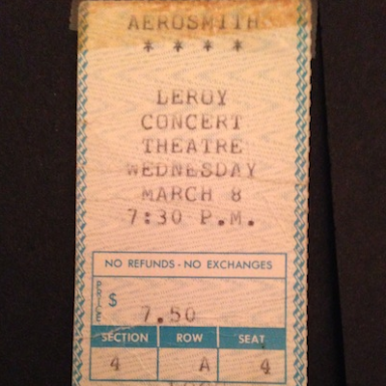 AEROSMITH
* * * *
LEROY
CONCERT
THEATRE
WEDNESDAY
MARCH 8
7:30 P.M.
NO REFUNDS - NO EXCHANGES
PRICE $ 7.50
SECTION ROW SEAT
4 A 4